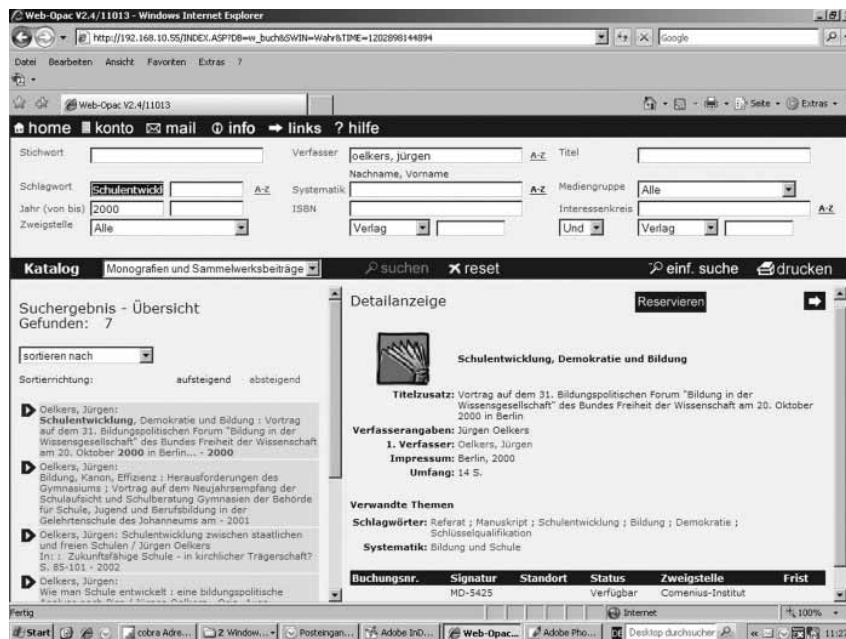 Web-Opac V2.4/11013 - Windows Internet Explorer
http://192.168.10.55/INDEX.ASP?DB=w_buch&SWIN=Wahr&TIME=1202898144894
Google
Datei Bearbeiten Ansicht Favoriten Extras ?
Web-Opac V2.4/11013
Seite Extras
home konto mail info links ? hilfe
Stichwort Verfasser oelkers, jürgen A-Z Titel
Nachname, Vorname
Schlagwort Schulentwickl A-Z Systematik A-Z Mediengruppe Alle
Jahr (von bis) 2000 ISBN Interessenkreis A-Z
Zweigstelle Alle Verlag Und Verlag
Katalog Monografien und Sammelwerksbeiträge suchen reset einf. suche drucken
Suchergebnis - Übersicht
Gefunden: 7
sortieren nach
Sortierrichtung: aufsteigend absteigend
Oelkers, Jürgen:
Schulentwicklung, Demokratie und Bildung : Vortrag
auf dem 31. Bildungspolitischen Forum "Bildung in der
Wissensgesellschaft" des Bundes Freiheit der Wissenschaft
am 20. Oktober 2000 in Berlin... - 2000
Oelkers, Jürgen:
Bildung, Kanon, Effizienz : Herausforderungen des
Gymnasiums ; Vortrag auf dem Neujahrsempfang der
Schulaufsicht und Schulberatung Gymnasien der Behörde
für Schule, Jugend und Berufsbildung in der
Gelehrtenschule des Johanneums am - 2001
Oelkers, Jürgen: Schulentwicklung zwischen staatlichen
und freien Schulen / Jürgen Oelkers
In: : Zukunftsfähige Schule - in kirchlicher Trägerschaft?
S. 85-101 - 2002
Oelkers, Jürgen:
Wie man Schule entwickelt : eine bildungspolitische
Detailanzeige Reservieren
Schulentwicklung, Demokratie und Bildung
Titelzusatz: Vortrag auf dem 31. Bildungspolitischen Forum "Bildung in der
Wissensgesellschaft" des Bundes Freiheit der Wissenschaft am 20. Oktober
2000 in Berlin
Verfasserangaben: Jürgen Oelkers
1. Verfasser: Oelkers, Jürgen
Impressum: Berlin, 2000
Umfang: 14 S.
Verwandte Themen
Schlagwörter: Referat ; Manuskript ; Schulentwicklung ; Bildung ; Demokratie ;
Schlüsselqualifikation
Systematik: Bildung und Schule
Buchungsnr. Signatur Standort Status Zweigstelle Frist
MD-5425 Verfügbar Comenius-Institut
Fertig Internet 100%
Start cobra Adre... 2 Window... Posteingan... Adobe InD... Web-Opac... Adobe Pho... Desktop durchsucher